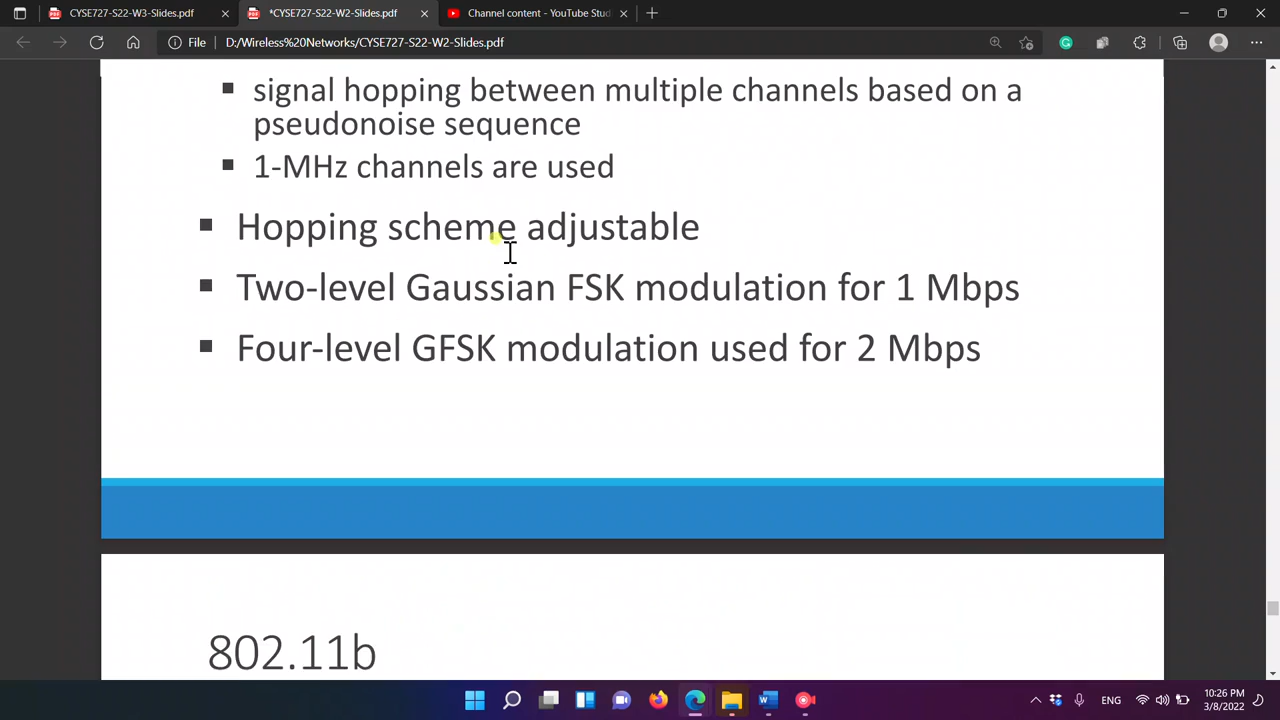 CYSE727-S22-W3-Slides.pdf
*CYSE727-S22-W2-Slides.pdf
Channel content - YouTube Stud
File
D:/Wireless%20Networks/CYSE727-S22-W2-Slides.pdf
signal hopping between multiple channels based on a
pseudonoise sequence
1-MHz channels are used
Hopping scheme adjustable
Two-level Gaussian FSK modulation for 1 Mbps
Four-level GFSK modulation used for 2 Mbps
802.11b
ENG
10:26 PM
3/8/2022